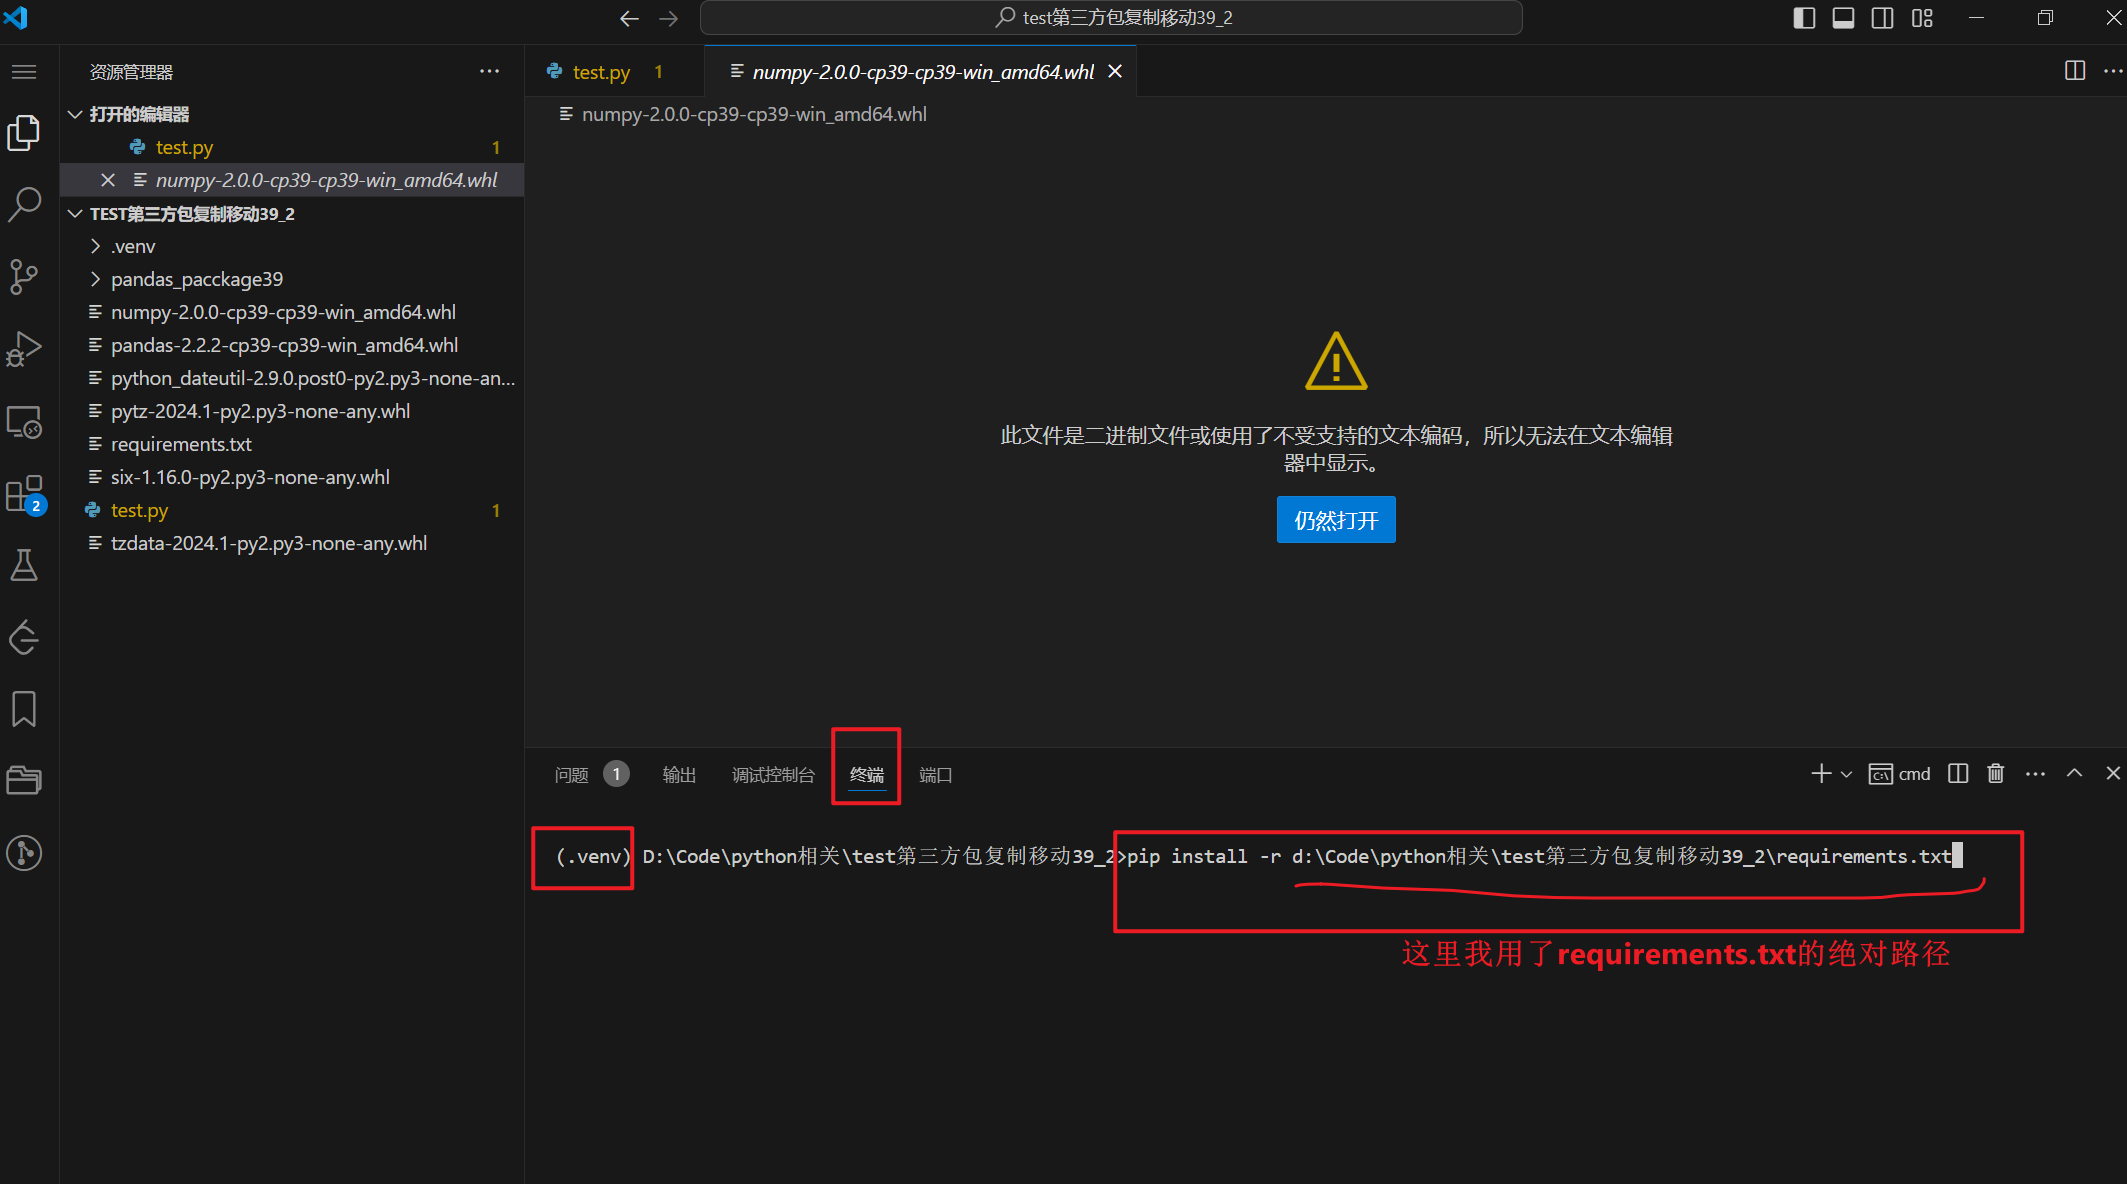 test第三方包复制移动39_2
资源管理器
test.py 1
numpy-2.0.0-cp39-cp39-win_amd64.whl
打开的编辑器
numpy-2.0.0-cp39-cp39-win_amd64.whl
test.py 1
numpy-2.0.0-cp39-cp39-win_amd64.whl
TEST第三方包复制移动39_2
.venv
pandas_pacckage39
numpy-2.0.0-cp39-cp39-win_amd64.whl
pandas-2.2.2-cp39-cp39-win_amd64.whl
python_dateutil-2.9.0.post0-py2.py3-none-an...
pytz-2024.1-py2.py3-none-any.whl
requirements.txt
six-1.16.0-py2.py3-none-any.whl
test.py 1
tzdata-2024.1-py2.py3-none-any.whl
2
此文件是二进制文件或使用了不受支持的文本编码，所以无法在文本编辑
器中显示。
仍然打开
问题 1 输出 调试控制台 终端 端口
cmd
(.venv) D:\Code\python相关\test第三方包复制移动39_2>pip install -r d:\Code\python相关\test第三方包复制移动39_2\requirements.txt
这里我用了requirements.txt的绝对路径